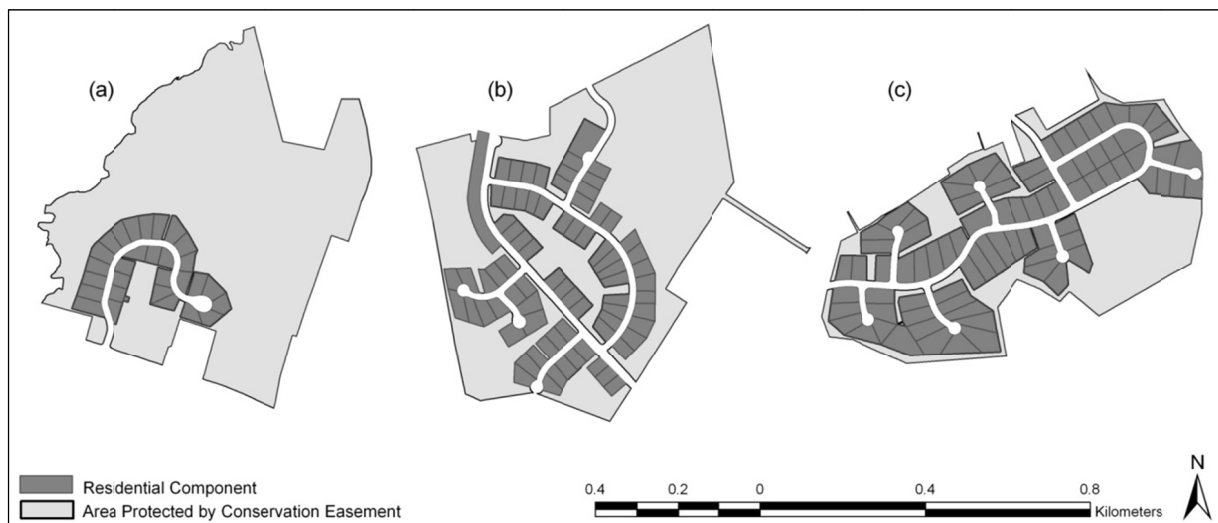 (a)
(b)
(c)
Residential Component
Area Protected by Conservation Easement
0.4 0.2 0 0.4 0.8
Kilometers
N